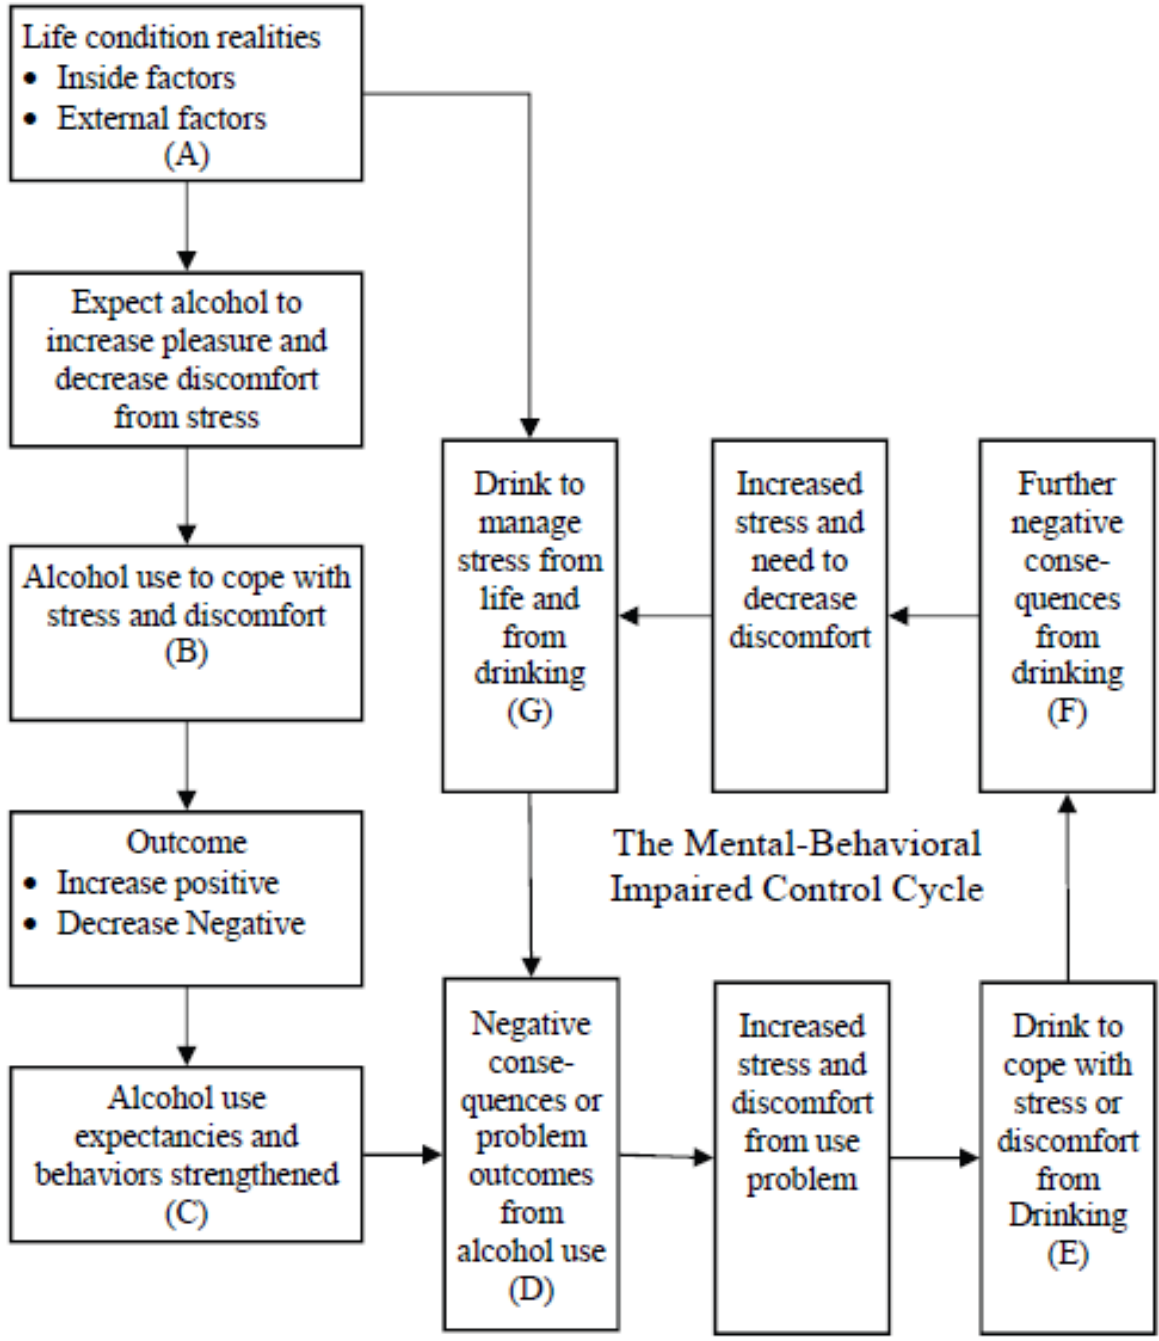 Life condition realities
• Inside factors
• External factors
(A)
Expect alcohol to
increase pleasure and
decrease discomfort
from stress
Alcohol use to cope with
stress and discomfort
(B)
Outcome
• Increase positive
• Decrease Negative
Alcohol use
expectancies and
behaviors strengthened
(C)
Drink to
manage
stress from
life and
from
drinking
(G)
Increased
stress and
need to
decrease
discomfort
Further
negative
conse-
quences
from
drinking
(F)
The Mental-Behavioral
Impaired Control Cycle
Negative
conse-
quences or
problem
outcomes
from
alcohol use
(D)
Increased
stress and
discomfort
from use
problem
Drink to
cope with
stress or
discomfort
from
Drinking
(E)